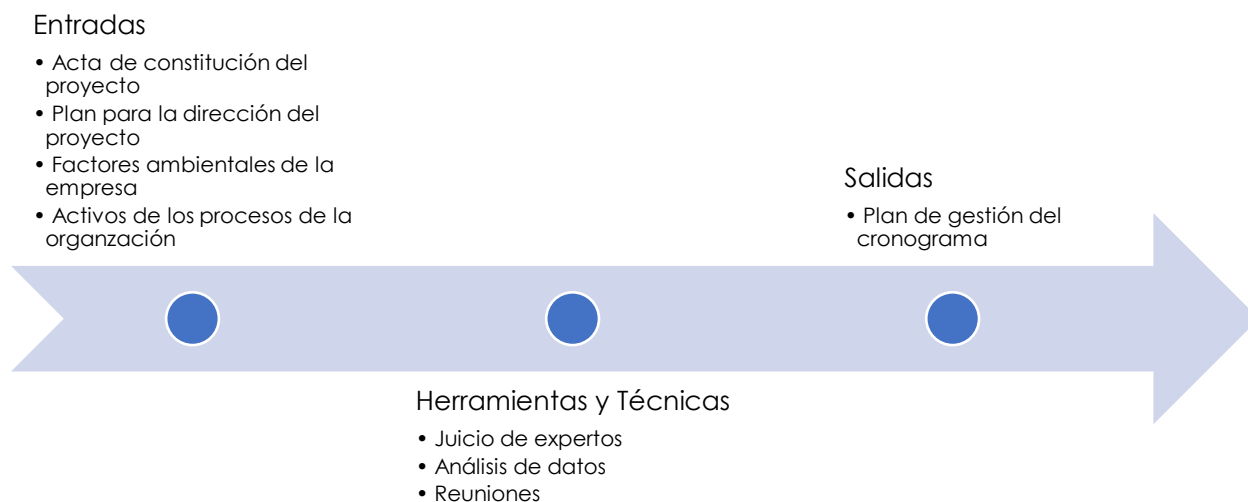 Entradas
• Acta de constitución del
proyecto
• Plan para la dirección del
proyecto
• Factores ambientales de la
empresa
• Activos de los procesos de la
organzación
Herramientas y Técnicas
• Juicio de expertos
• Análisis de datos
• Reuniones
Salidas
• Plan de gestión del
cronograma